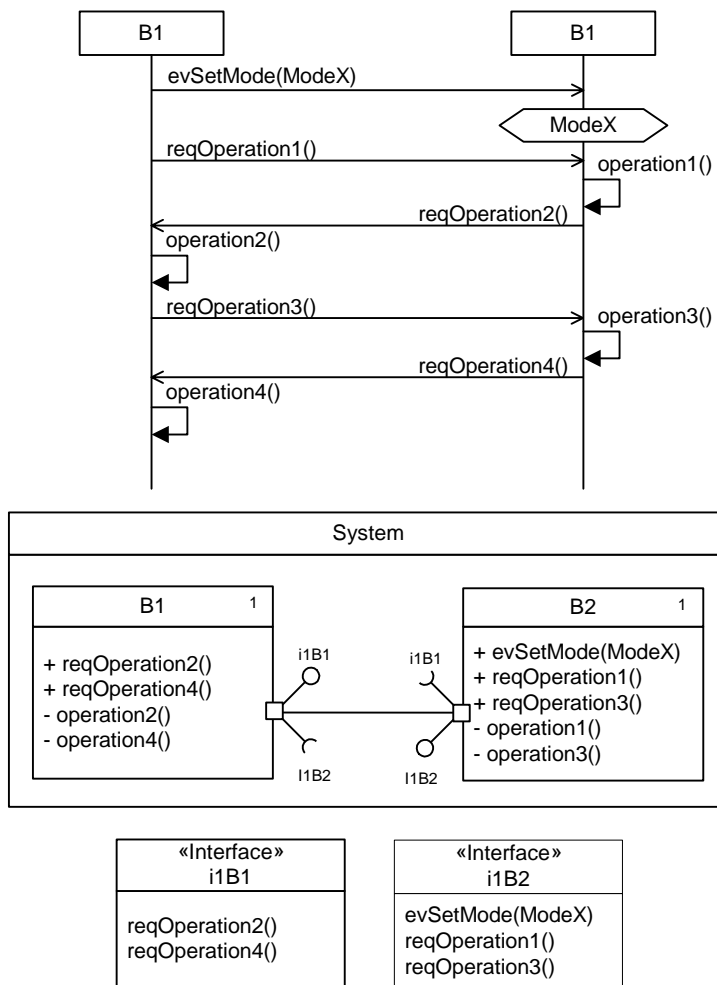 B1
B1
evSetMode(ModeX)
ModeX
reqOperation1()
operation1()
reqOperation2()
operation2()
reqOperation3()
operation3()
reqOperation4()
operation4()
System
B1 1
+ reqOperation2()
+ reqOperation4()
- operation2()
- operation4()
i1B1
I1B2
i1B1
I1B2
B2 1
+ evSetMode(ModeX)
+ reqOperation1()
+ reqOperation3()
- operation1()
- operation3()
«Interface»
i1B1
reqOperation2()
reqOperation4()
«Interface»
i1B2
evSetMode(ModeX)
reqOperation1()
reqOperation3()